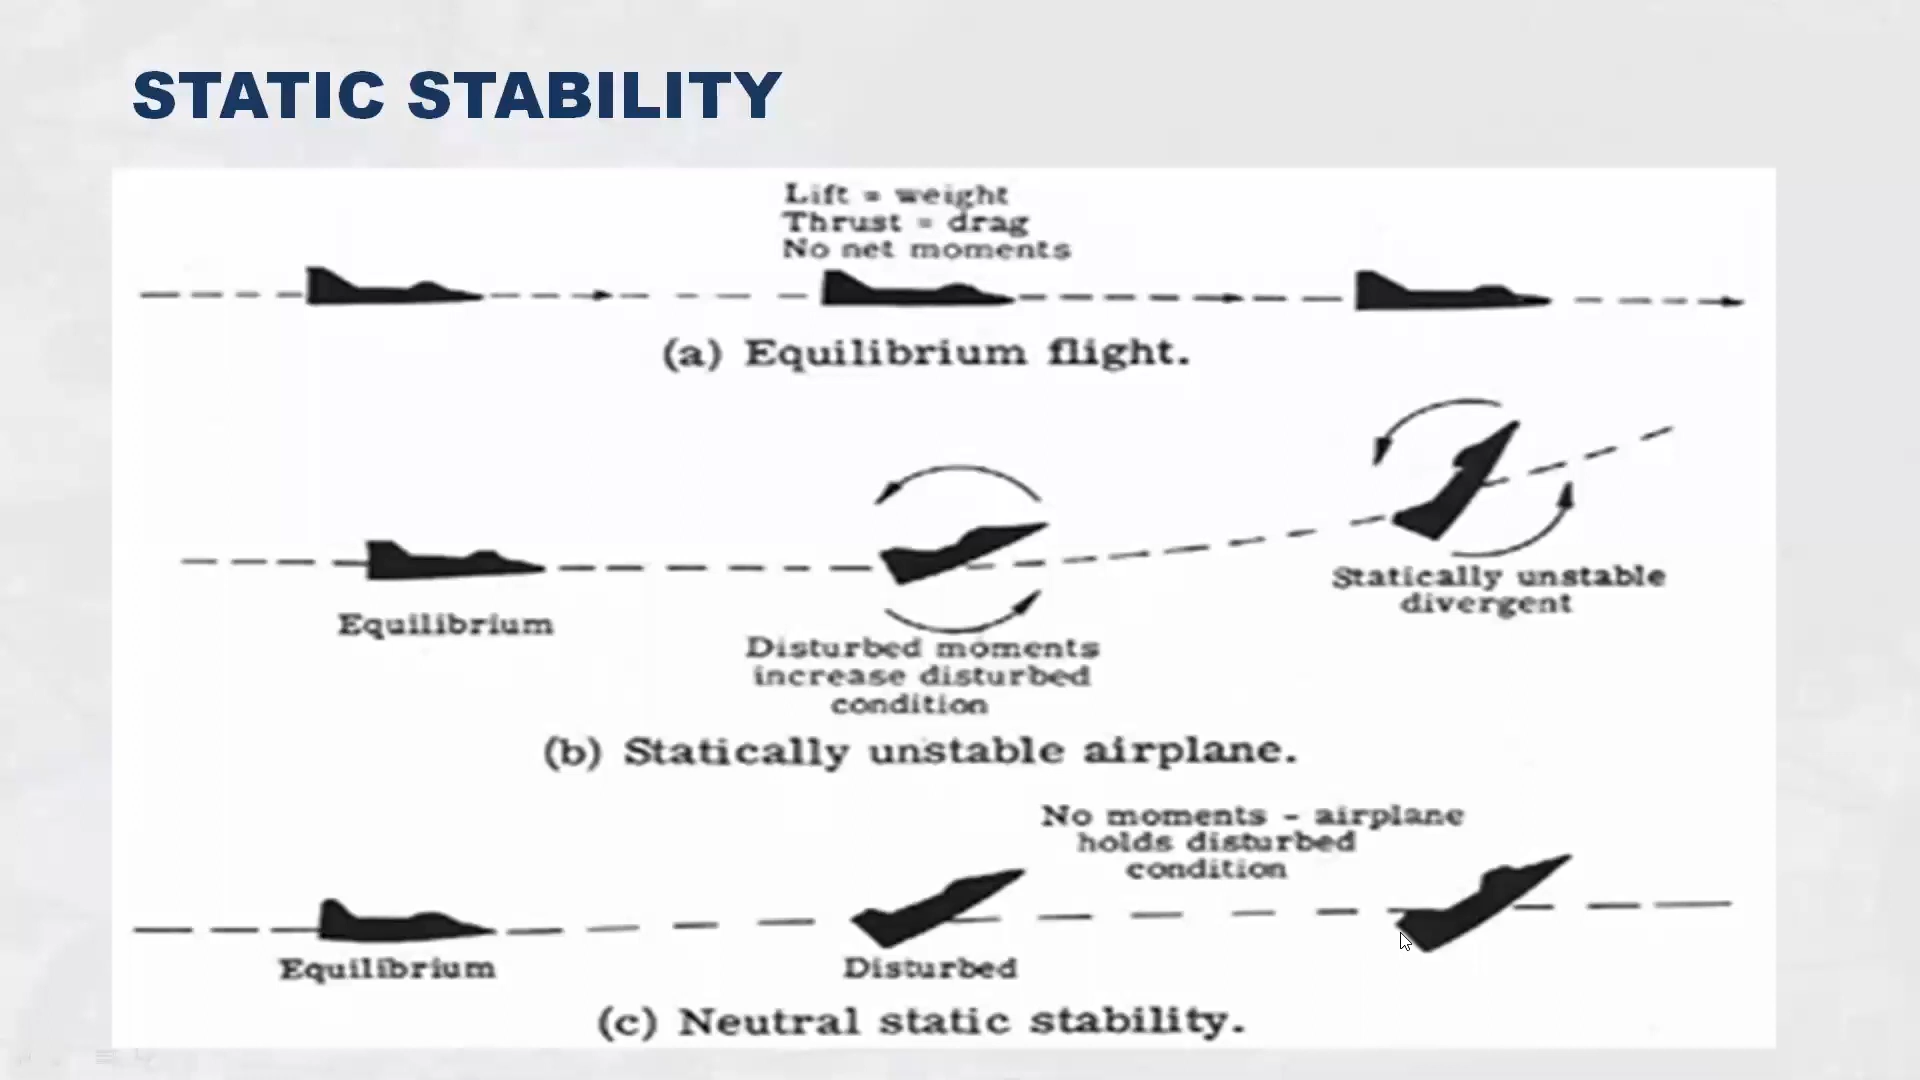 STATIC STABILITY
Lift = weight
Thrust = drag
No net moments
(a) Equilibrium flight.
Equilibrium
Disturbed moments
increase disturbed
condition
Statically unstable
divergent
(b) Statically unstable airplane.
No moments - airplane
holds disturbed
condition
Equilibrium
Disturbed
(c) Neutral static stability.